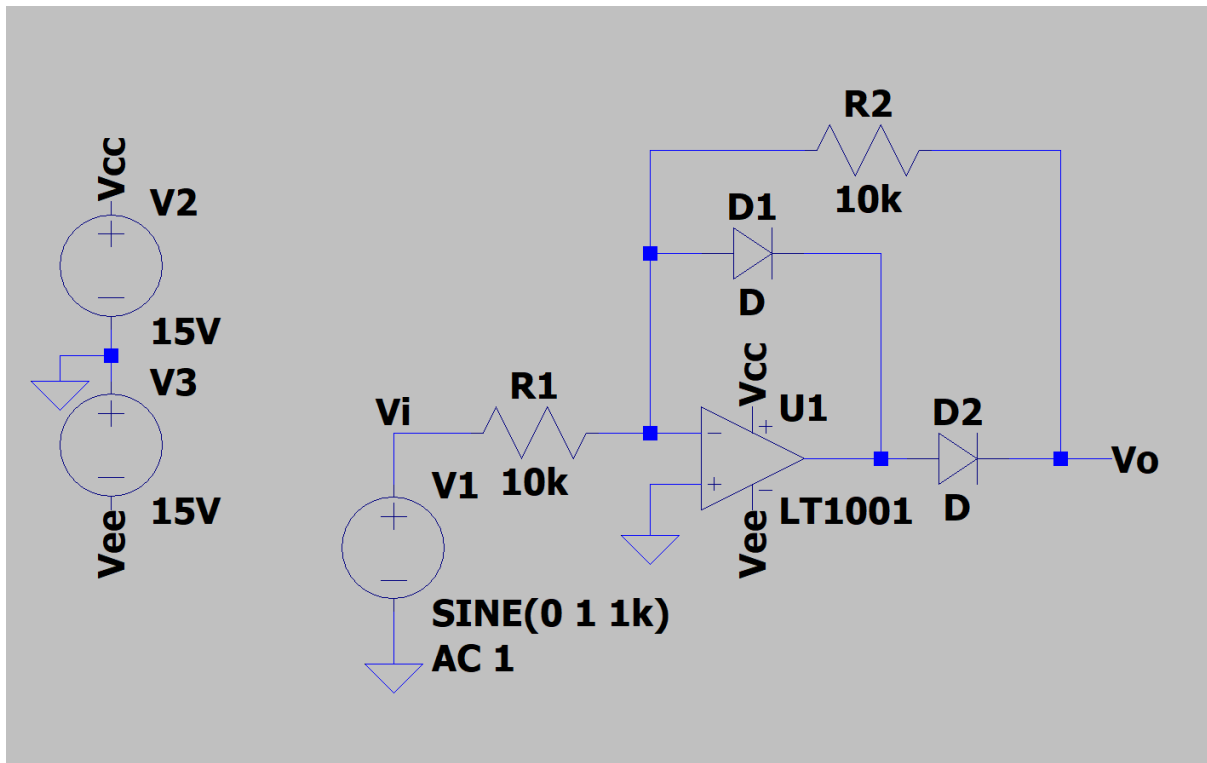 Vcc
V2
15V
V3
15V
Vee
Vi
R1
10k
V1
SINE(0 1 1k)
AC 1
R2
10k
D1
D
Vcc
U1
LT1001
Vee
D2
D
Vo